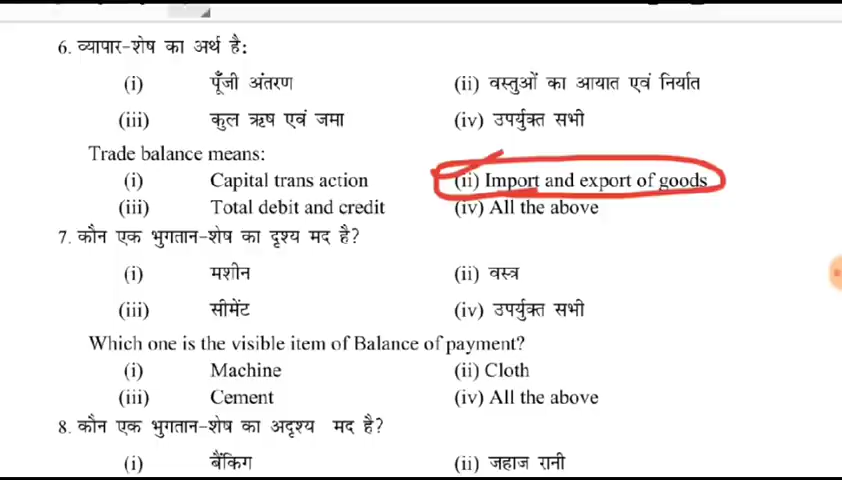 6. व्यापार-शेष का अर्थ है:
(i) पूँजी अंतरण (ii) वस्तुओं का आयात एवं निर्यात
(iii) कुल ऋष एवं जमा (iv) उपर्युक्त सभी
Trade balance means:
(i) Capital trans action (ii) Import and export of goods
(iii) Total debit and credit (iv) All the above
7. कौन एक भुगतान-शेष का दृश्य मद है?
(i) मशीन (ii) वस्त्र
(iii) सीमेंट (iv) उपर्युक्त सभी
Which one is the visible item of Balance of payment?
(i) Machine (ii) Cloth
(iii) Cement (iv) All the above
8. कौन एक भुगतान-शेष का अदृश्य मद है?
(i) बैंकिग (ii) जहाज रानी